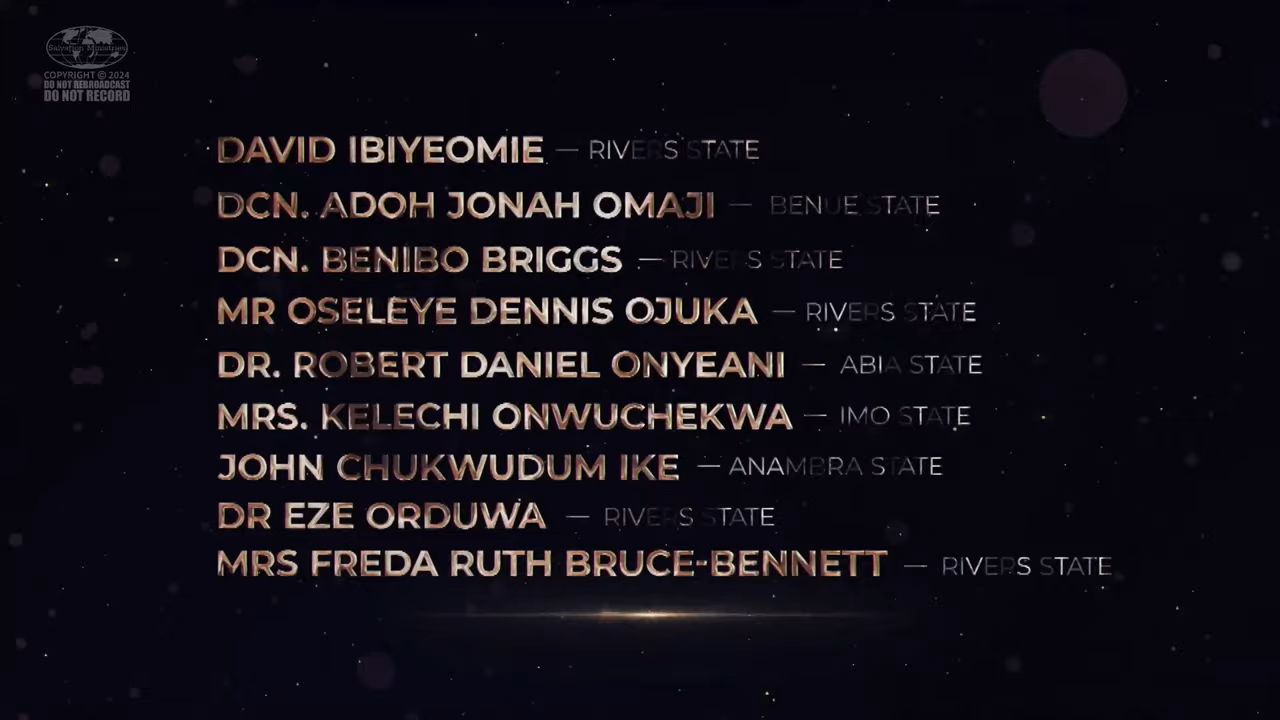 Salvation Ministries
COPYRIGHT © 2024
DO NOT REBROADCAST
DO NOT RECORD
DAVID IBIYEOMIE — RIVERS STATE
DCN. ADOH JONAH OMAJI — BENUE STATE
DCN. BENIBO BRIGGS — RIVERS STATE
MR OSELEYE DENNIS OJUKA — RIVERS STATE
DR. ROBERT DANIEL ONYEANI — ABIA STATE
MRS. KELECHI ONWUCHEKWA — IMO STATE
JOHN CHUKWUDUM IKE — ANAMBRA STATE
DR EZE ORDUWA — RIVERS STATE
MRS FREDA RUTH BRUCE-BENNETT — RIVERS STATE